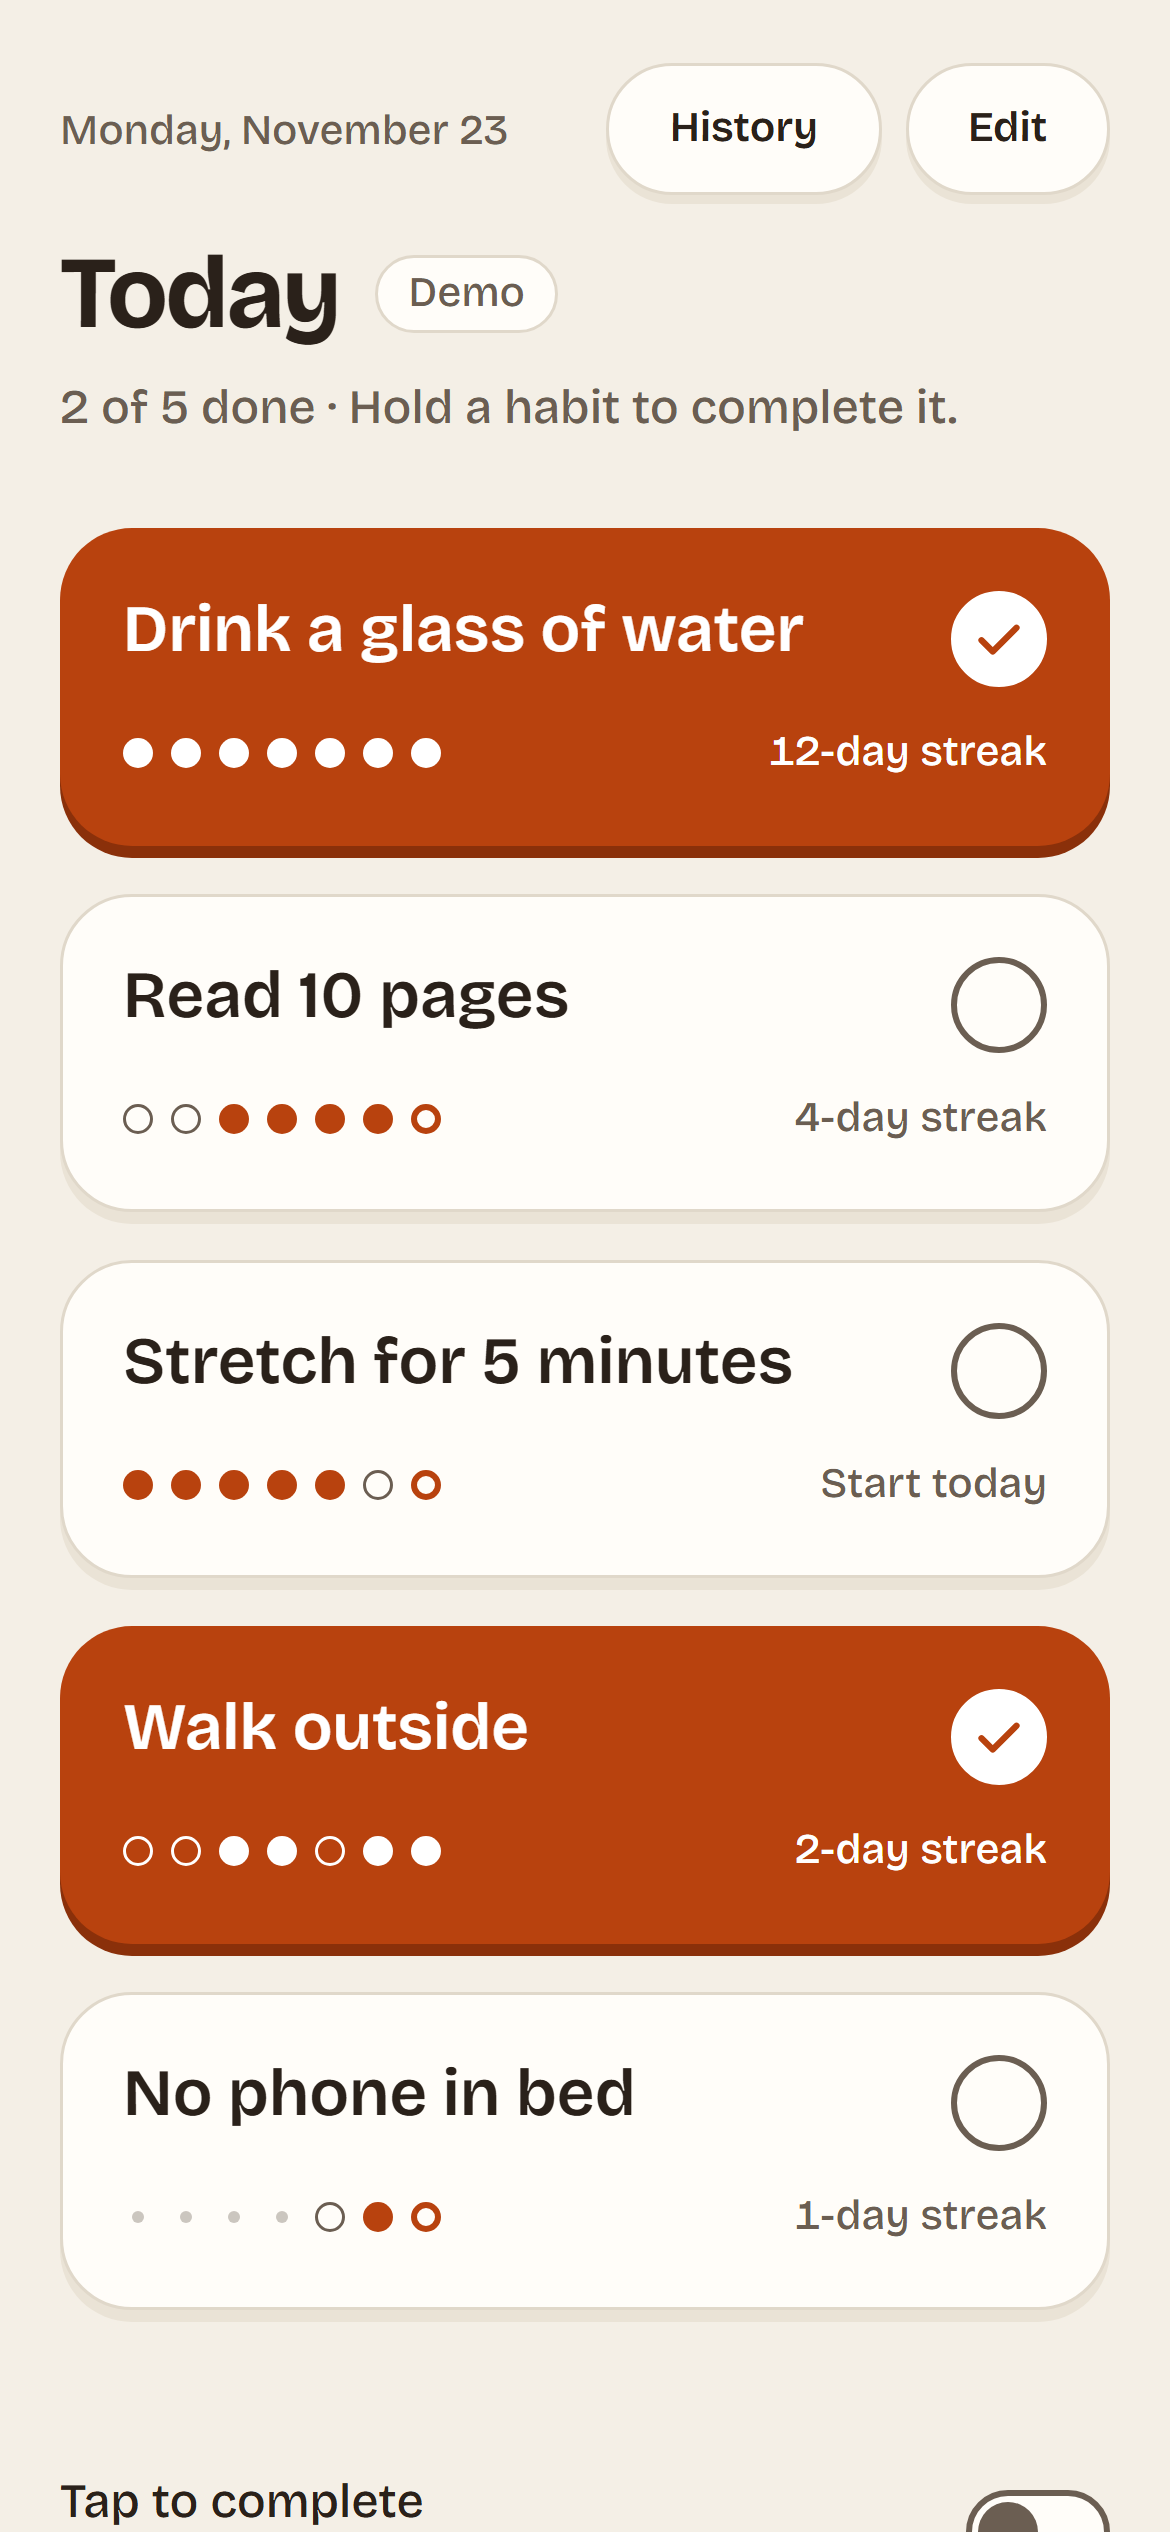 Monday, November 23
History
Edit
Today
Demo
2 of 5 done · Hold a habit to complete it.
Drink a glass of water
12-day streak
Read 10 pages
4-day streak
Stretch for 5 minutes
Start today
Walk outside
2-day streak
No phone in bed
1-day streak
Tap to complete